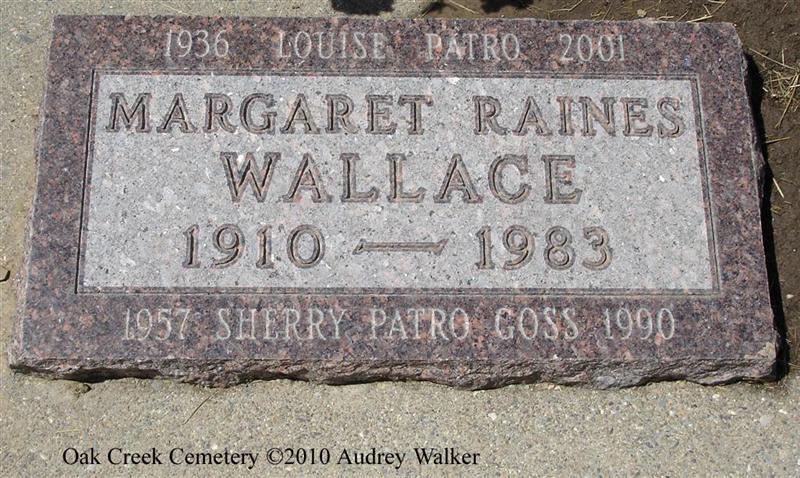 1936 LOUISE PATRO 2001
MARGARET RAINES
WALLACE
1910 — 1983
1957 SHERRY PATRO GOSS 1990
Oak Creek Cemetery ©2010 Audrey Walker